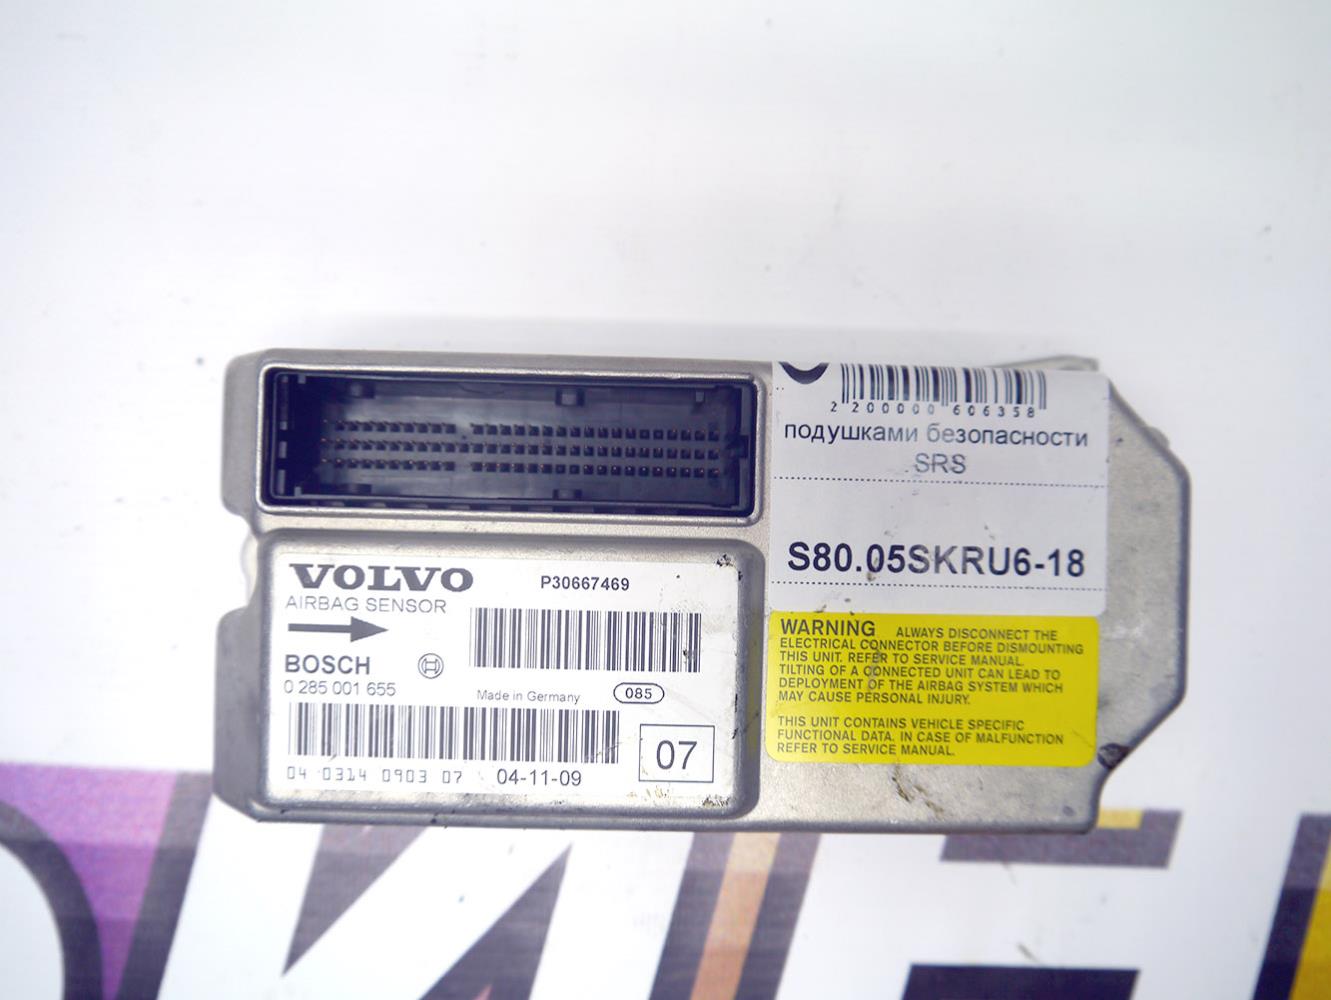 2 200000 606358
подушками безопасности
SRS
S80.05SKRU6-18
VOLVO
AIRBAG SENSOR
P30667469
BOSCH
0 285 001 655
Made in Germany
085
04 0314 0903 07
04-11-09
07
WARNING ALWAYS DISCONNECT THE
ELECTRICAL CONNECTOR BEFORE DISMOUNTING
THIS UNIT. REFER TO SERVICE MANUAL.
TILTING OF A CONNECTED UNIT CAN LEAD TO
DEPLOYMENT OF THE AIRBAG SYSTEM WHICH
MAY CAUSE PERSONAL INJURY.
THIS UNIT CONTAINS VEHICLE SPECIFIC
FUNCTIONAL DATA. IN CASE OF MALFUNCTION
REFER TO SERVICE MANUAL.